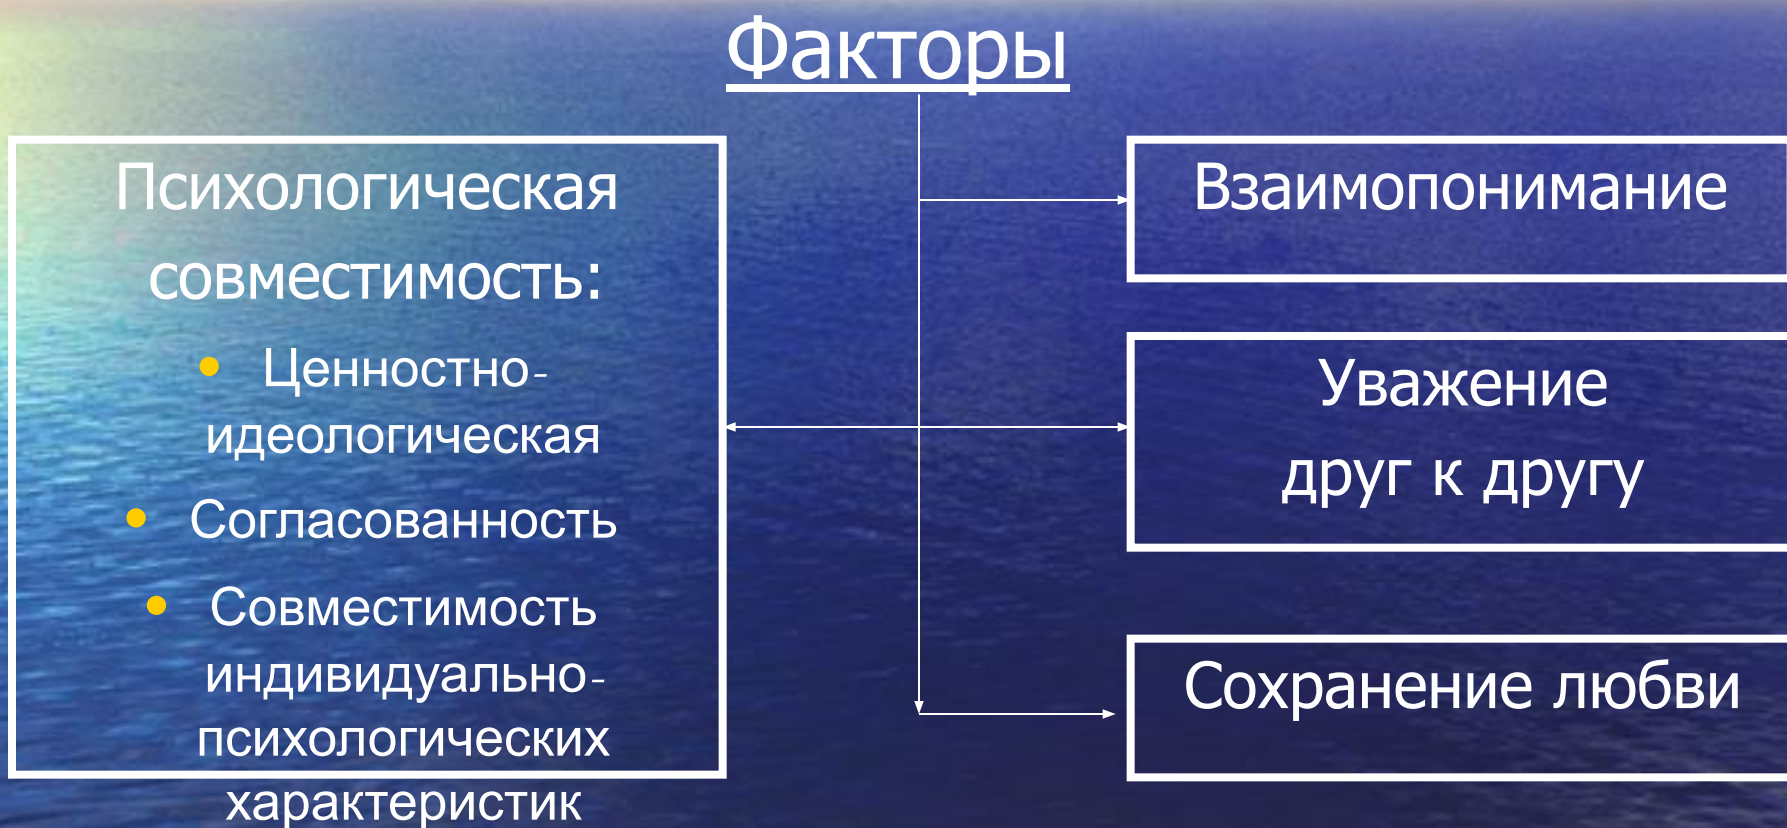 Факторы
Психологическая
совместимость:
• Ценностно-
идеологическая
• Согласованность
• Совместимость
индивидуально-
психологических
характеристик
Взаимопонимание
Уважение
друг к другу
Сохранение любви